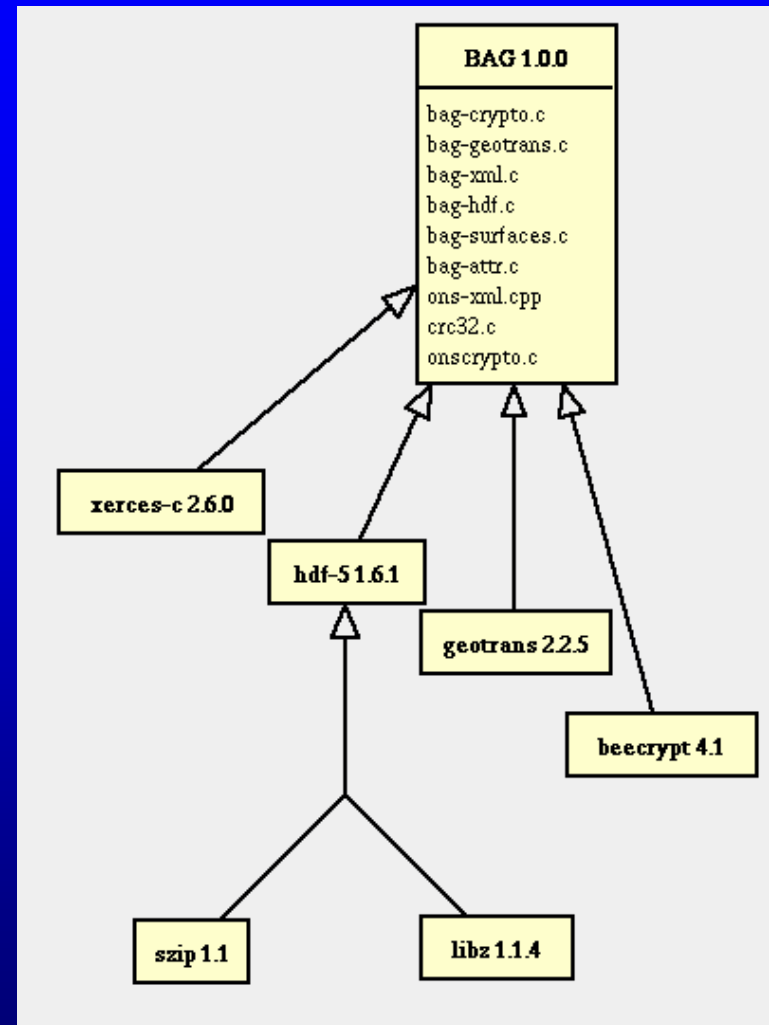 BAG 1.0.0
bag-crypto.c
bag-geotrans.c
bag-xml.c
bag-hdf.c
bag-surfaces.c
bag-attr.c
ons-xml.cpp
crc32.c
onscrypto.c
xerces-c 2.6.0
hdf-5 1.6.1
geotrans 2.2.5
beecrypt 4.1
szip 1.1
libz 1.1.4